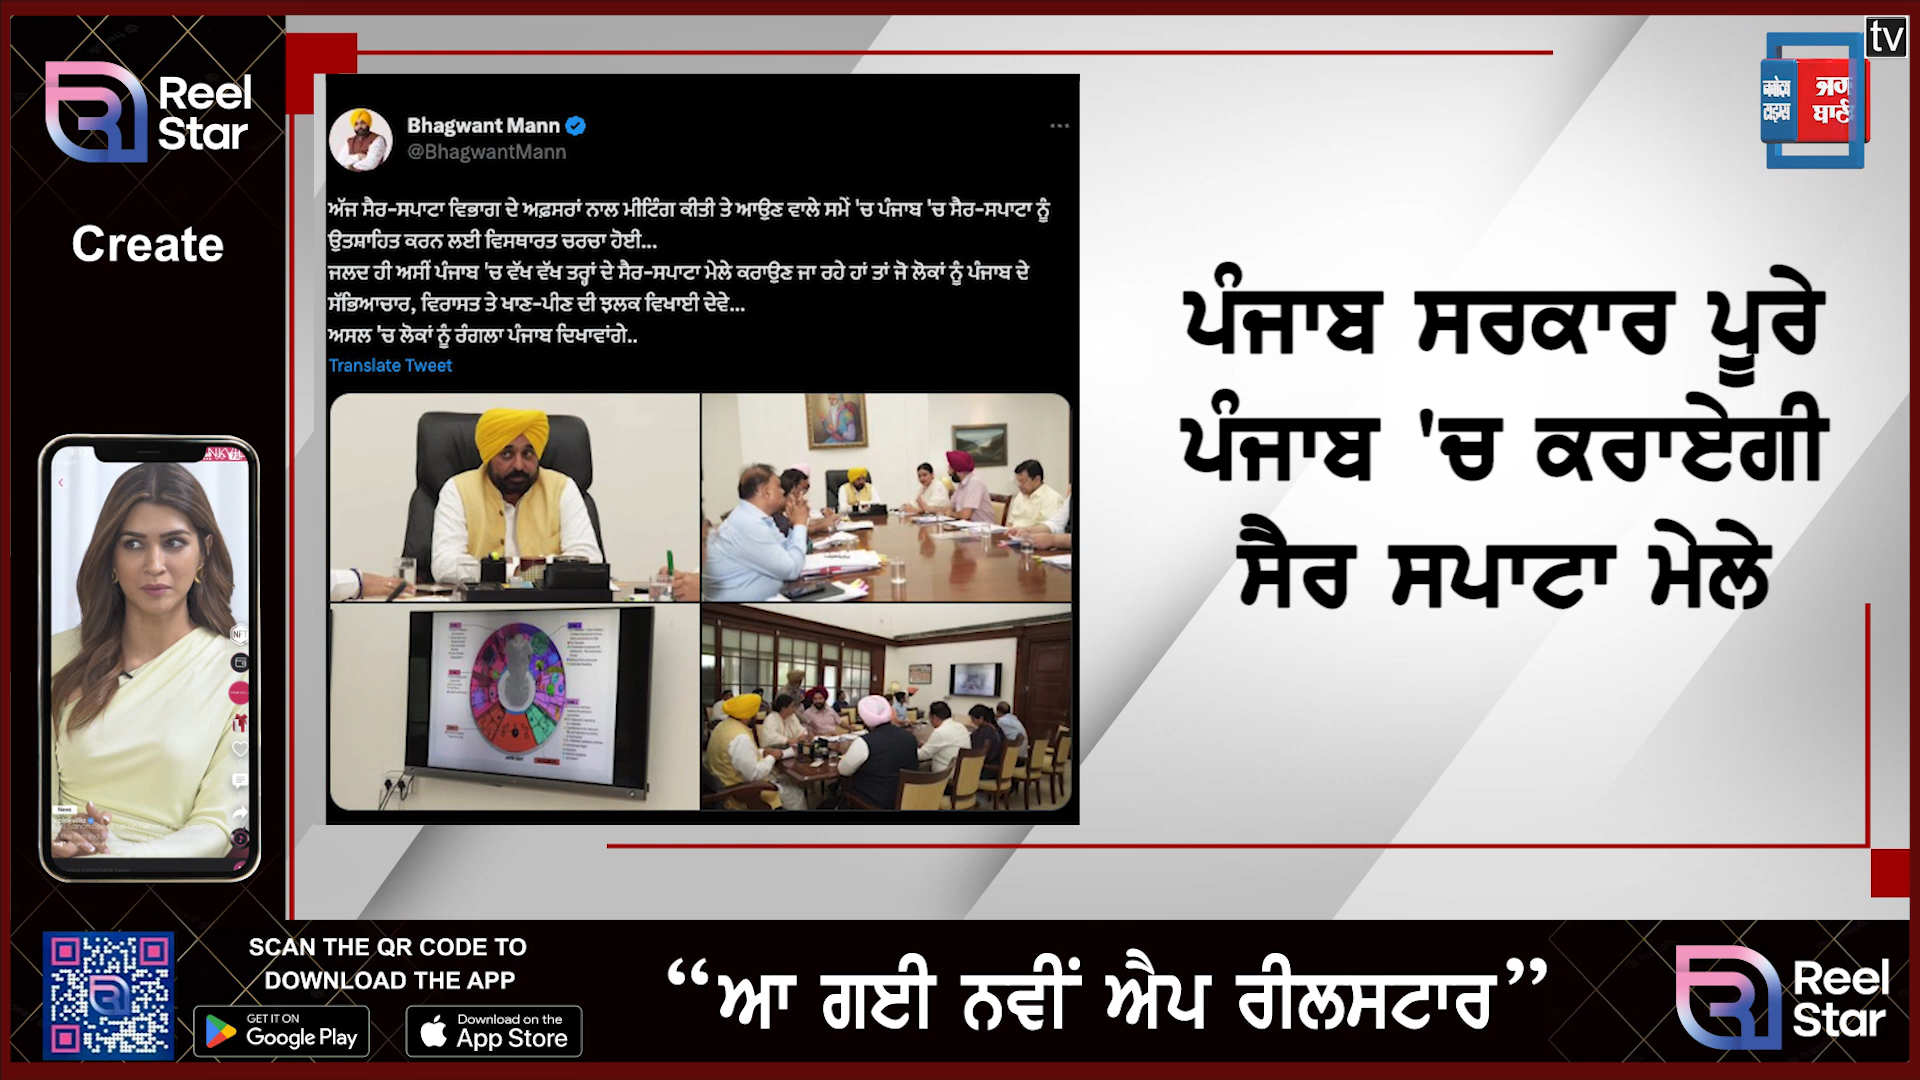 Reel
Star
Create
Bhagwant Mann
@BhagwantMann
ਅੱਜ ਸੈਰ-ਸਪਾਟਾ ਵਿਭਾਗ ਦੇ ਅਫ਼ਸਰਾਂ ਨਾਲ ਮੀਟਿੰਗ ਕੀਤੀ ਤੇ ਆਉਣ ਵਾਲੇ ਸਮੇਂ 'ਚ ਪੰਜਾਬ 'ਚ ਸੈਰ-ਸਪਾਟਾ ਨੂੰ
ਉਤਸ਼ਾਹਿਤ ਕਰਨ ਲਈ ਵਿਸਥਾਰਤ ਚਰਚਾ ਹੋਈ...
ਜਲਦ ਹੀ ਅਸੀਂ ਪੰਜਾਬ 'ਚ ਵੱਖ ਵੱਖ ਤਰ੍ਹਾਂ ਦੇ ਸੈਰ-ਸਪਾਟਾ ਮੇਲੇ ਕਰਾਉਣ ਜਾ ਰਹੇ ਹਾਂ ਤਾਂ ਜੋ ਲੋਕਾਂ ਨੂੰ ਪੰਜਾਬ ਦੇ
ਸੱਭਿਆਚਾਰ, ਵਿਰਾਸਤ ਤੇ ਖਾਣ-ਪੀਣ ਦੀ ਝਲਕ ਵਿਖਾਈ ਦੇਵੇ...
ਅਸਲ 'ਚ ਲੋਕਾਂ ਨੂੰ ਰੰਗਲਾ ਪੰਜਾਬ ਦਿਖਾਵਾਂਗੇ..
Translate Tweet
tv
ਜਗ
ਪੰਜਾਬ ਸਰਕਾਰ ਪੂਰੇ
ਪੰਜਾਬ 'ਚ ਕਰਾਏਗੀ
ਸੈਰ ਸਪਾਟਾ ਮੇਲੇ
NFT
News
SCAN THE QR CODE TO
DOWNLOAD THE APP
GET IT ON
Google Play
Download on the
App Store
“ਆ ਗਈ ਨਵੀਂ ਐਪ ਰੀਲਸਟਾਰ”
Reel
Star